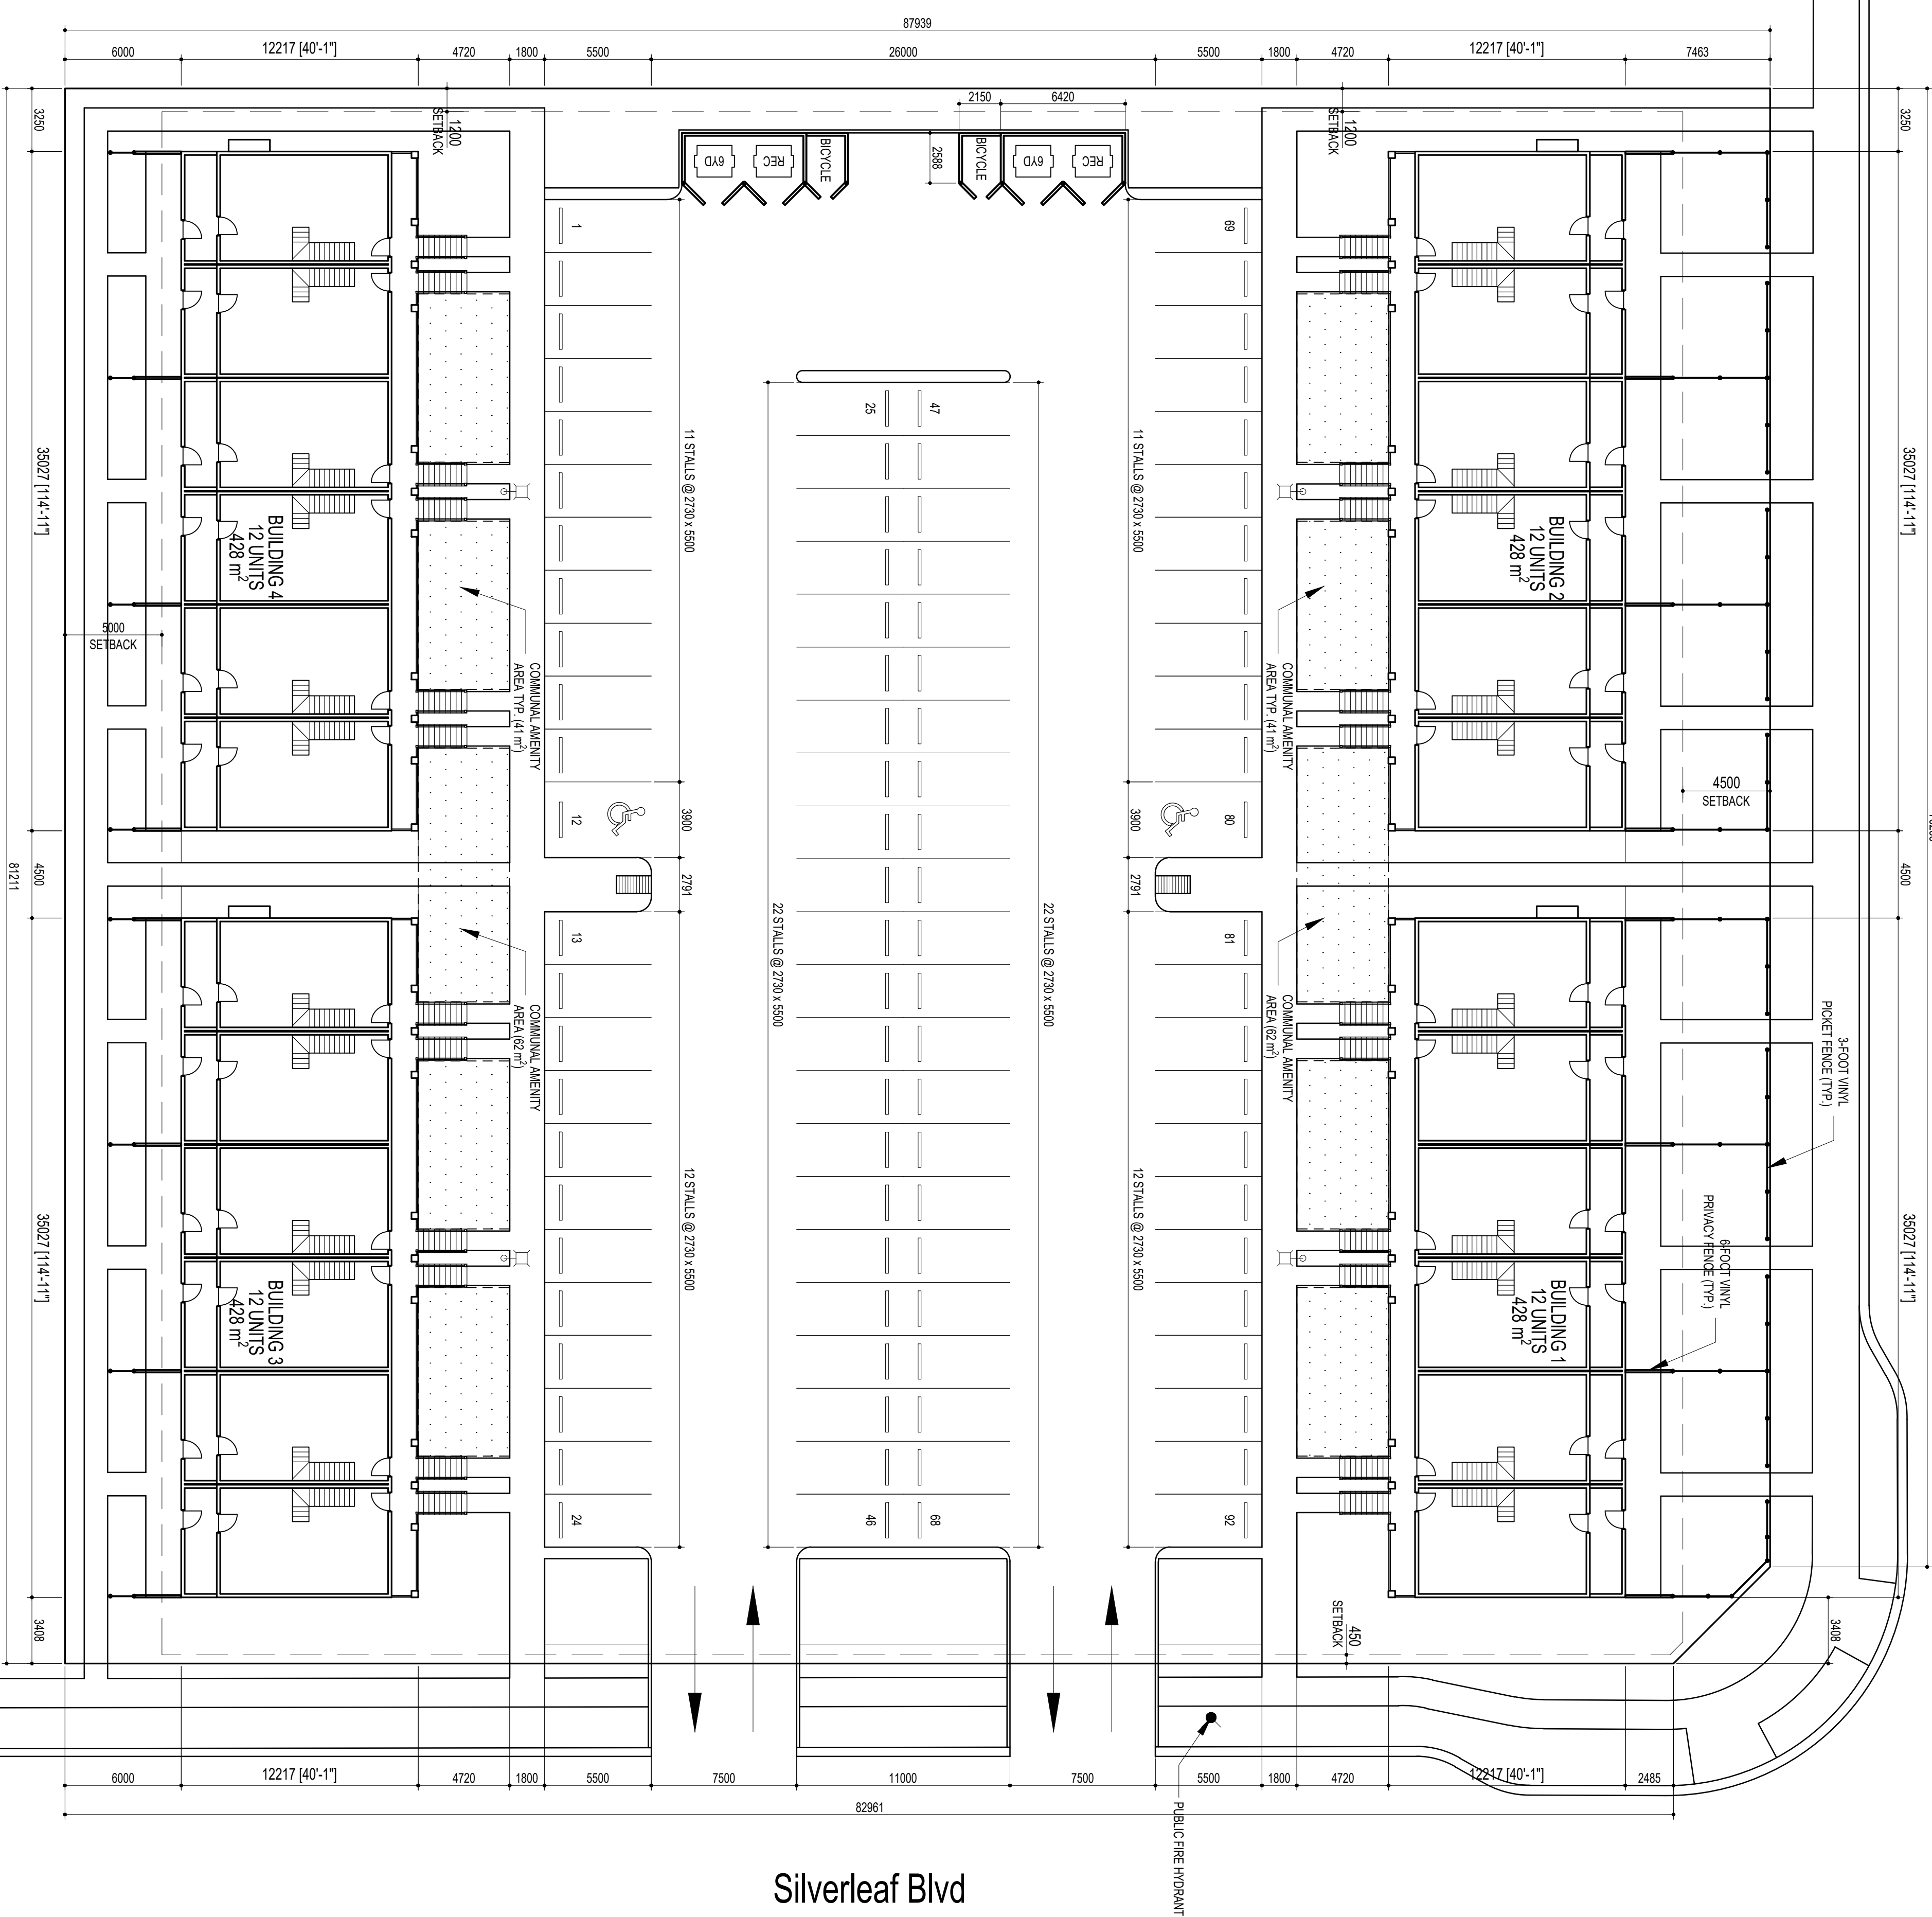 87939
6000
12217 [40'-1"]
4720
1800
5500
26000
5500
1800
4720
12217 [40'-1"]
7463
3250
1200
SETBACK
2150
6420
2588
1200
SETBACK
3250
6YD
REC
BICYCLE
BICYCLE
6YD
REC
1
69
25
47
11 STALLS @ 2730 x 5500
11 STALLS @ 2730 x 5500
35027 [114'-11"]
35027 [114'-11"]
BUILDING 4
12 UNITS
428 m²
BUILDING 2
12 UNITS
428 m²
5000
SETBACK
COMMUNAL AMENITY
AREA TYP. (41 m²)
COMMUNAL AMENITY
AREA TYP. (41 m²)
4500
SETBACK
12
3900
3900
80
81211
4500
2791
2791
4500
13
81
22 STALLS @ 2730 x 5500
22 STALLS @ 2730 x 5500
COMMUNAL AMENITY
AREA (62 m²)
COMMUNAL AMENITY
AREA (62 m²)
3-FOOT VINYL
PICKET FENCE (TYP.)
12 STALLS @ 2730 x 5500
12 STALLS @ 2730 x 5500
35027 [114'-11"]
35027 [114'-11"]
6-FOOT VINYL
PRIVACY FENCE (TYP.)
BUILDING 3
12 UNITS
428 m²
BUILDING 1
12 UNITS
428 m²
24
46
68
92
3408
450
SETBACK
3408
6000
12217 [40'-1"]
4720
1800
5500
7500
11000
7500
5500
1800
4720
12217 [40'-1"]
2485
82961
PUBLIC FIRE HYDRANT
Silverleaf Blvd